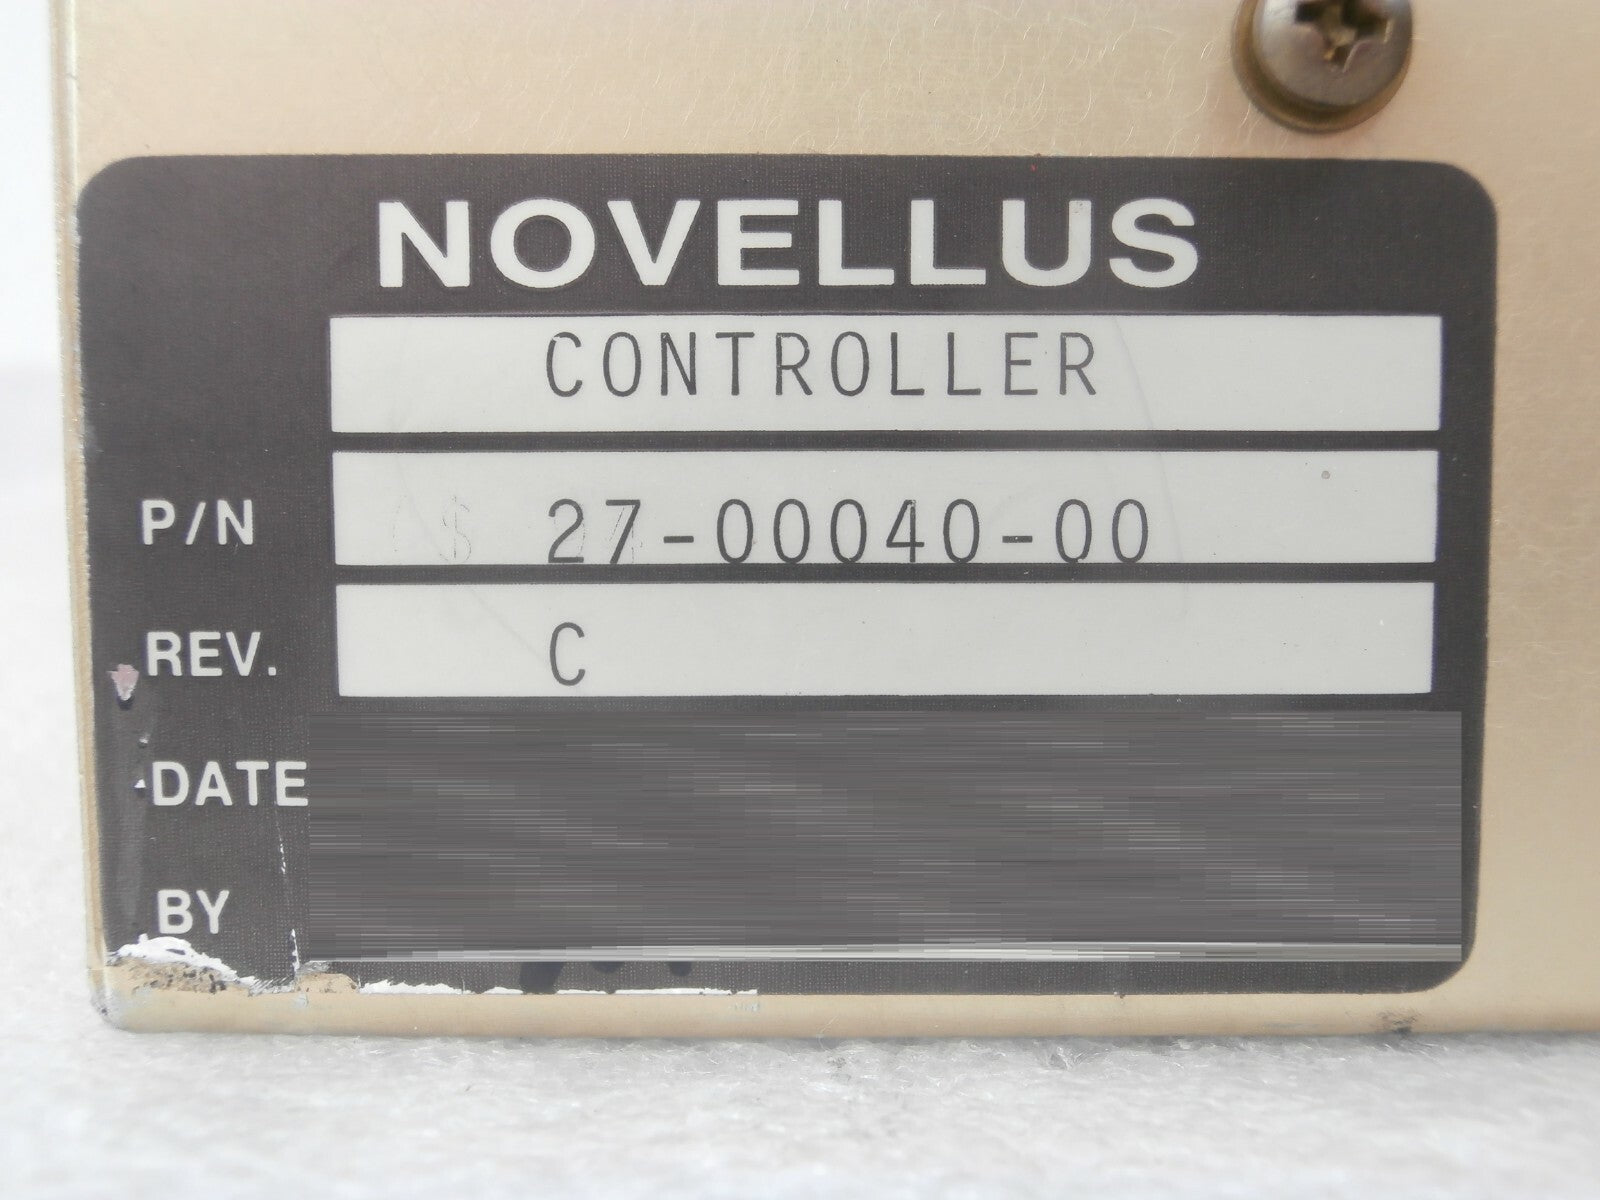 NOVELLUS
CONTROLLER
P/N 27-00040-00
REV. C
DATE
BY